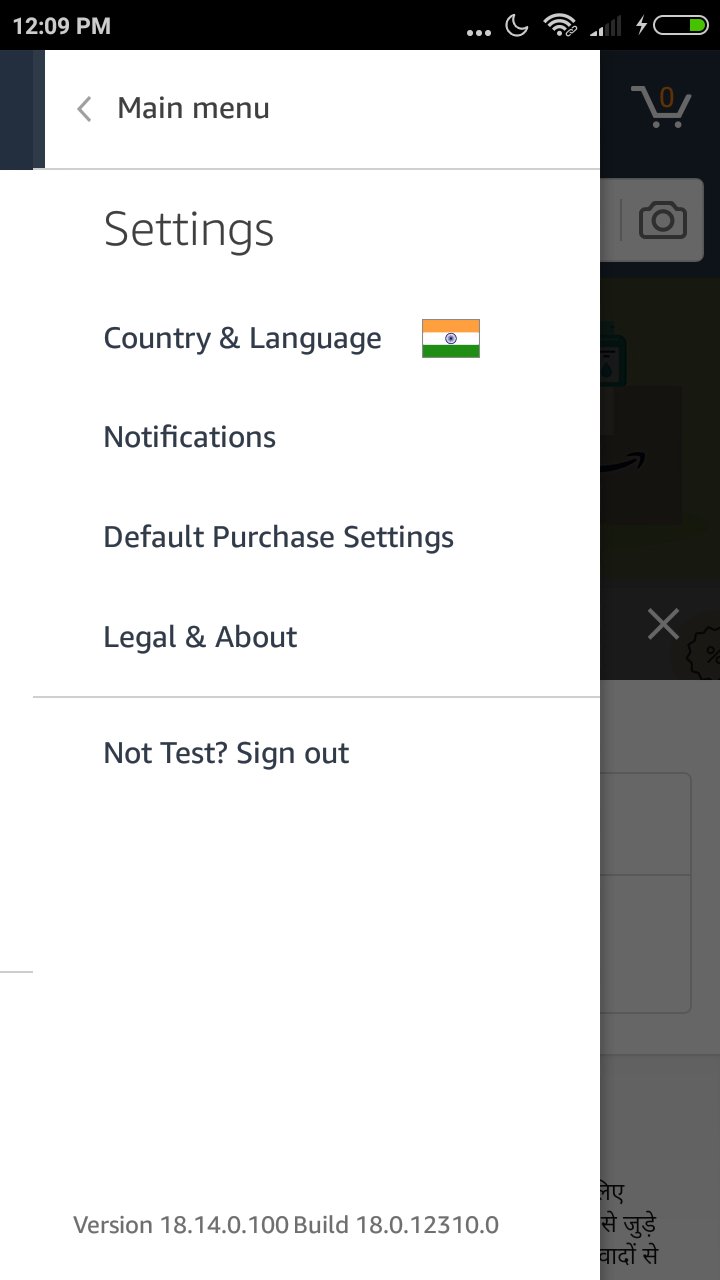 12:09 PM
Main menu
0
Settings
Country & Language
Notifications
Default Purchase Settings
Legal & About
%
Not Test? Sign out
से जुड़े
Version 18.14.0.100 Build 18.0.12310.0